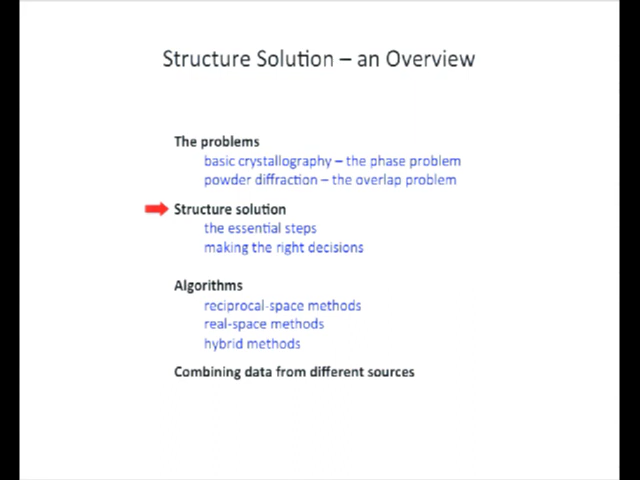 Structure Solution – an Overview
The problems
basic crystallography – the phase problem
powder diffraction – the overlap problem
Structure solution
the essential steps
making the right decisions
Algorithms
reciprocal-space methods
real-space methods
hybrid methods
Combining data from different sources